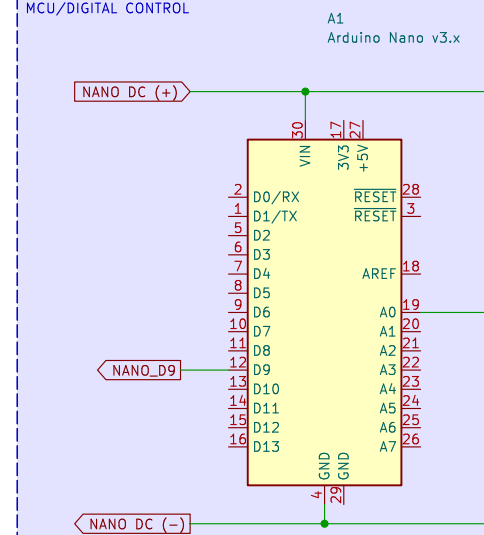 MCU/DIGITAL CONTROL
A1
Arduino Nano v3.x
NANO DC (+)
30 17 27
VIN 3V3 +5V
2 D0/RX RESET 28
1 D1/TX RESET 3
5 D2
6 D3
7 D4 AREF 18
8 D5
9 D6 A0 19
10 D7 A1 20
11 D8 A2 21
NANO_D9 12 D9 A3 22
13 D10 A4 23
14 D11 A5 24
15 D12 A6 25
16 D13 A7 26
GND GND
4 29
NANO DC (-)